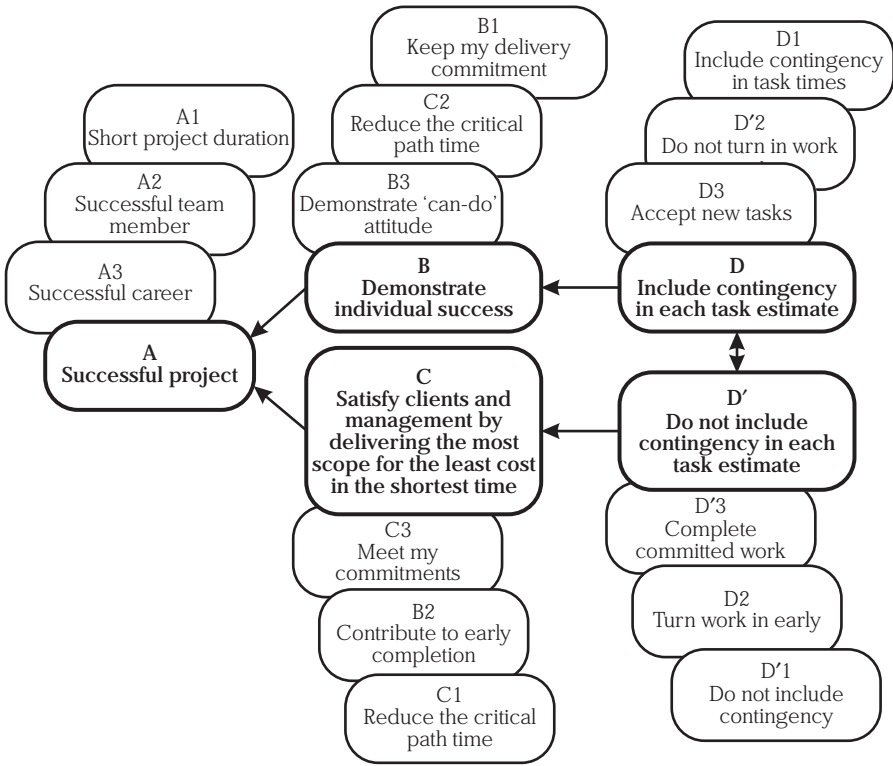 B1
Keep my delivery
commitment
C2
Reduce the critical
path time
B3
Demonstrate ‘can-do’
attitude
D1
Include contingency
in task times
D′2
Do not turn in work
D3
Accept new tasks
A1
Short project duration
A2
Successful team
member
A3
Successful career
A
Successful project
B
Demonstrate
individual success
D
Include contingency
in each task estimate
C
Satisfy clients and
management by
delivering the most
scope for the least cost
in the shortest time
D′
Do not include
contingency in each
task estimate
C3
Meet my
commitments
B2
Contribute to early
completion
C1
Reduce the critical
path time
D′3
Complete
committed work
D2
Turn work in early
D′1
Do not include
contingency